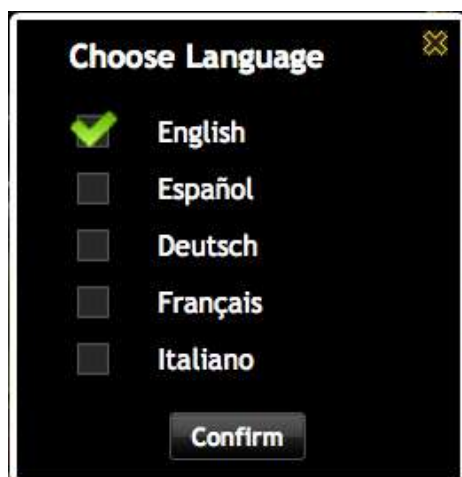 Choose Language
English
Español
Deutsch
Français
Italiano
Confirm